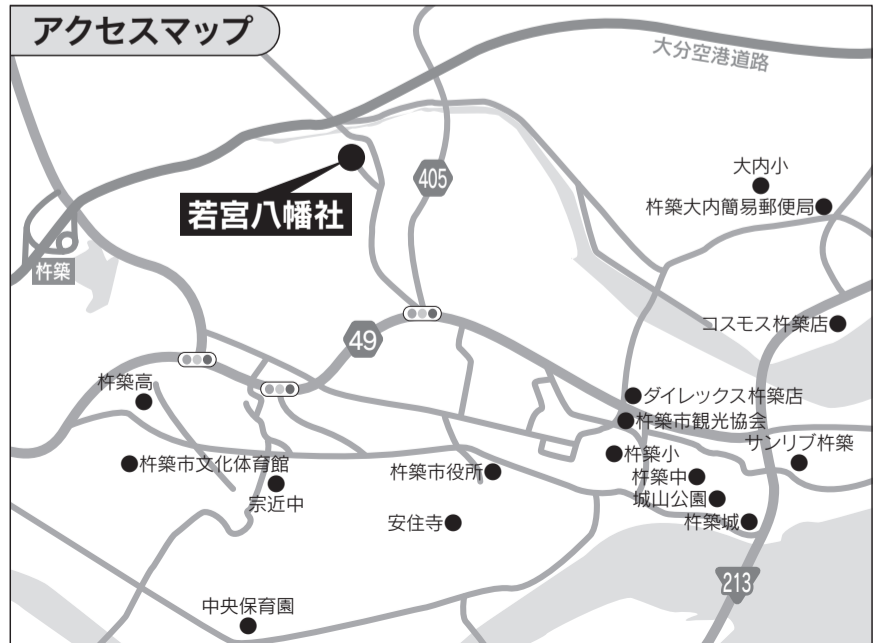 アクセスマップ
大分空港道路
大内小
405
杵築大内簡易郵便局
若宮八幡社
杵築
コスモス杵築店
49
杵築高
ダイレックス杵築店
杵築市観光協会
サンリブ杵築
杵築市文化体育館
杵築市役所
杵築小
杵築中
宗近中
城山公園
安住寺
杵築城
213
中央保育園